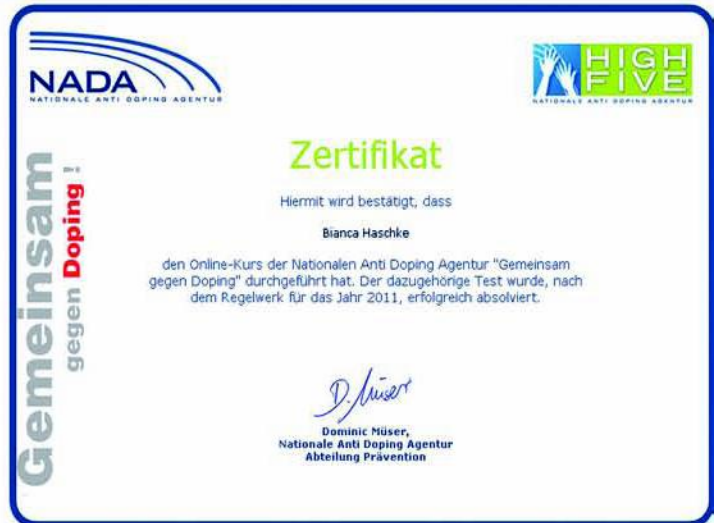 NADA
NATIONALE ANTI DOPING AGENTUR
HIGH
FIVE
NATIONALE ANTI DOPING AGENTUR
Gemeinsam
gegen Doping !
Zertifikat
Hiermit wird bestätigt, dass
Bianca Haschke
den Online-Kurs der Nationalen Anti Doping Agentur "Gemeinsam
gegen Doping" durchgeführt hat. Der dazugehörige Test wurde, nach
dem Regelwerk für das Jahr 2011, erfolgreich absolviert.
D. Müser
Dominic Müser,
Nationale Anti Doping Agentur
Abteilung Prävention